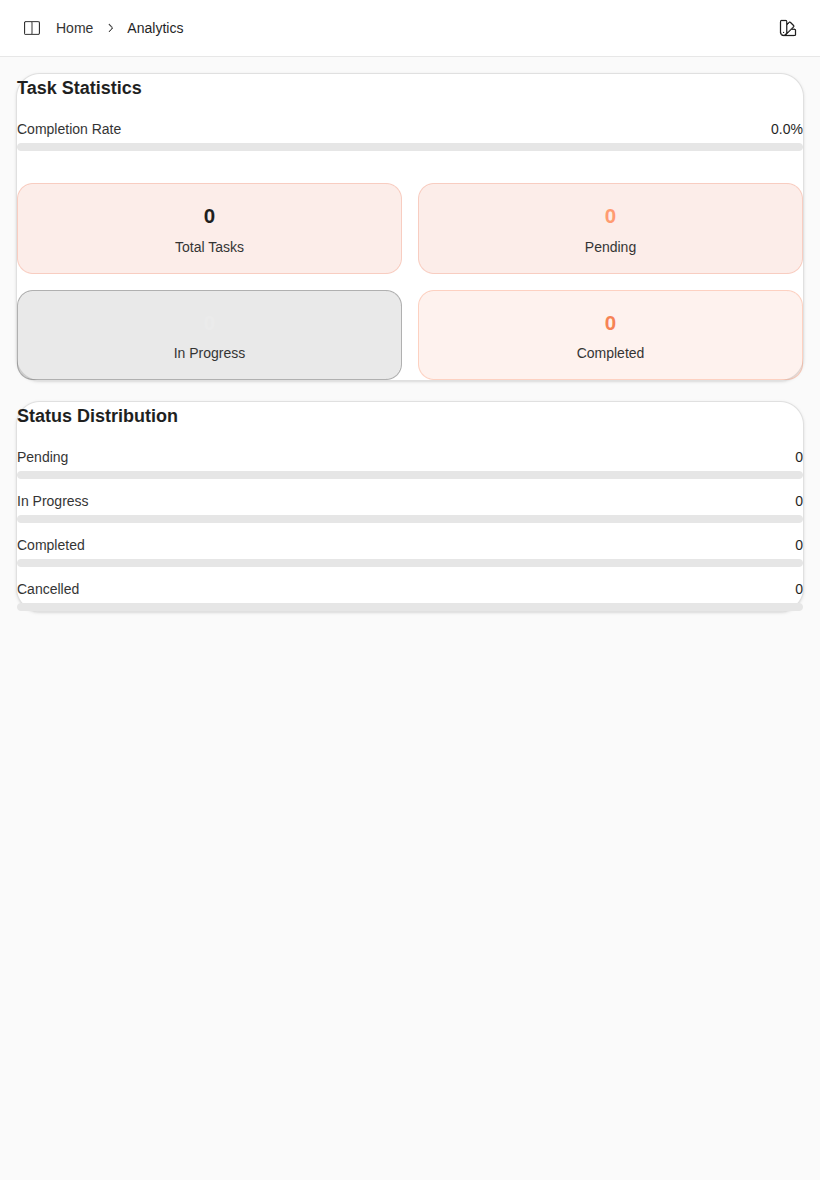 Home > Analytics
Task Statistics
Completion Rate 0.0%
0 0
Total Tasks Pending
0
In Progress Completed
Status Distribution
Pending 0
In Progress 0
Completed 0
Cancelled 0